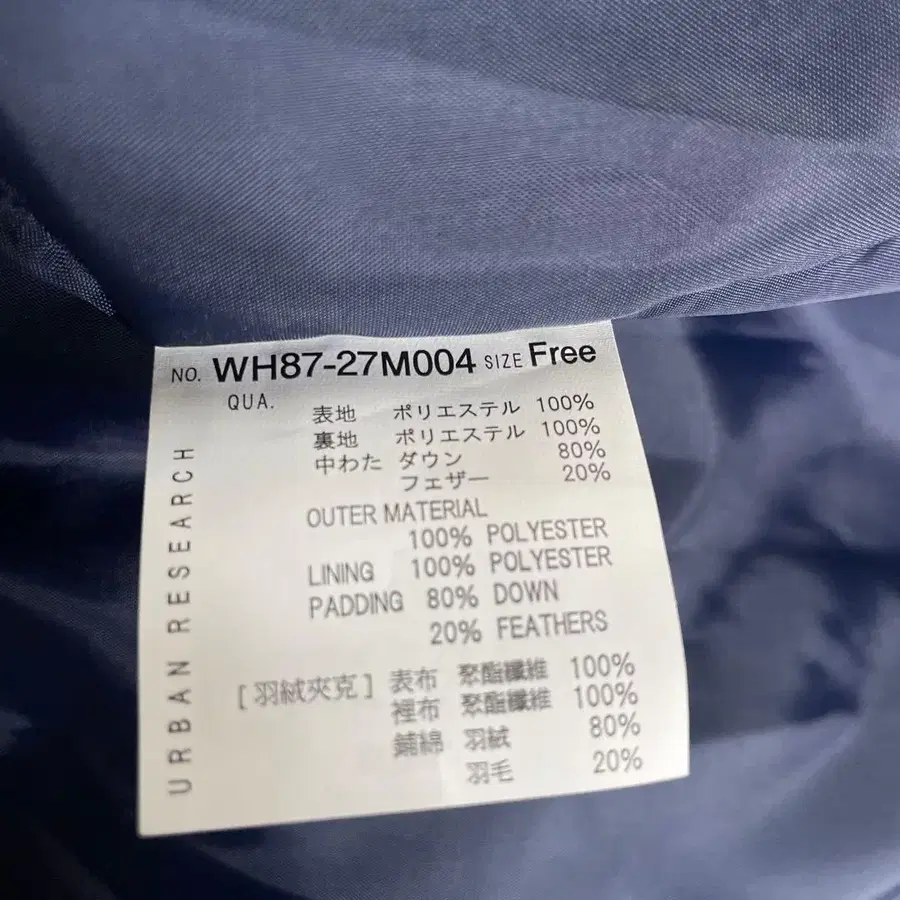 NO. WH87-27M004 SIZE Free
QUA.
表地 ポリエステル 100%
裏地 ポリエステル 100%
中わた ダウン 80%
フェザー 20%
OUTER MATERIAL
100% POLYESTER
LINING 100% POLYESTER
PADDING 80% DOWN
20% FEATHERS
[羽絨夾克] 表布 聚酯纖維 100%
裡布 聚酯纖維 100%
鋪綿 羽絨 80%
羽毛 20%
URBAN RESEARCH